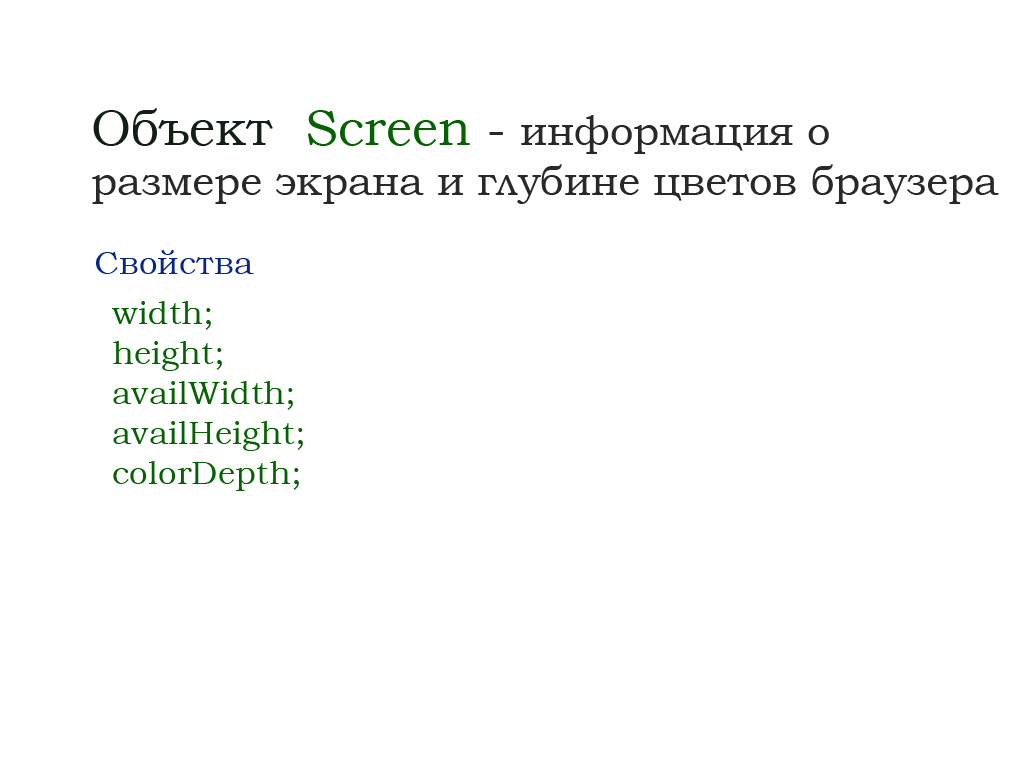 Объект Screen - информация о
размере экрана и глубине цветов браузера
Свойства
width;
height;
availWidth;
availHeight;
colorDepth;